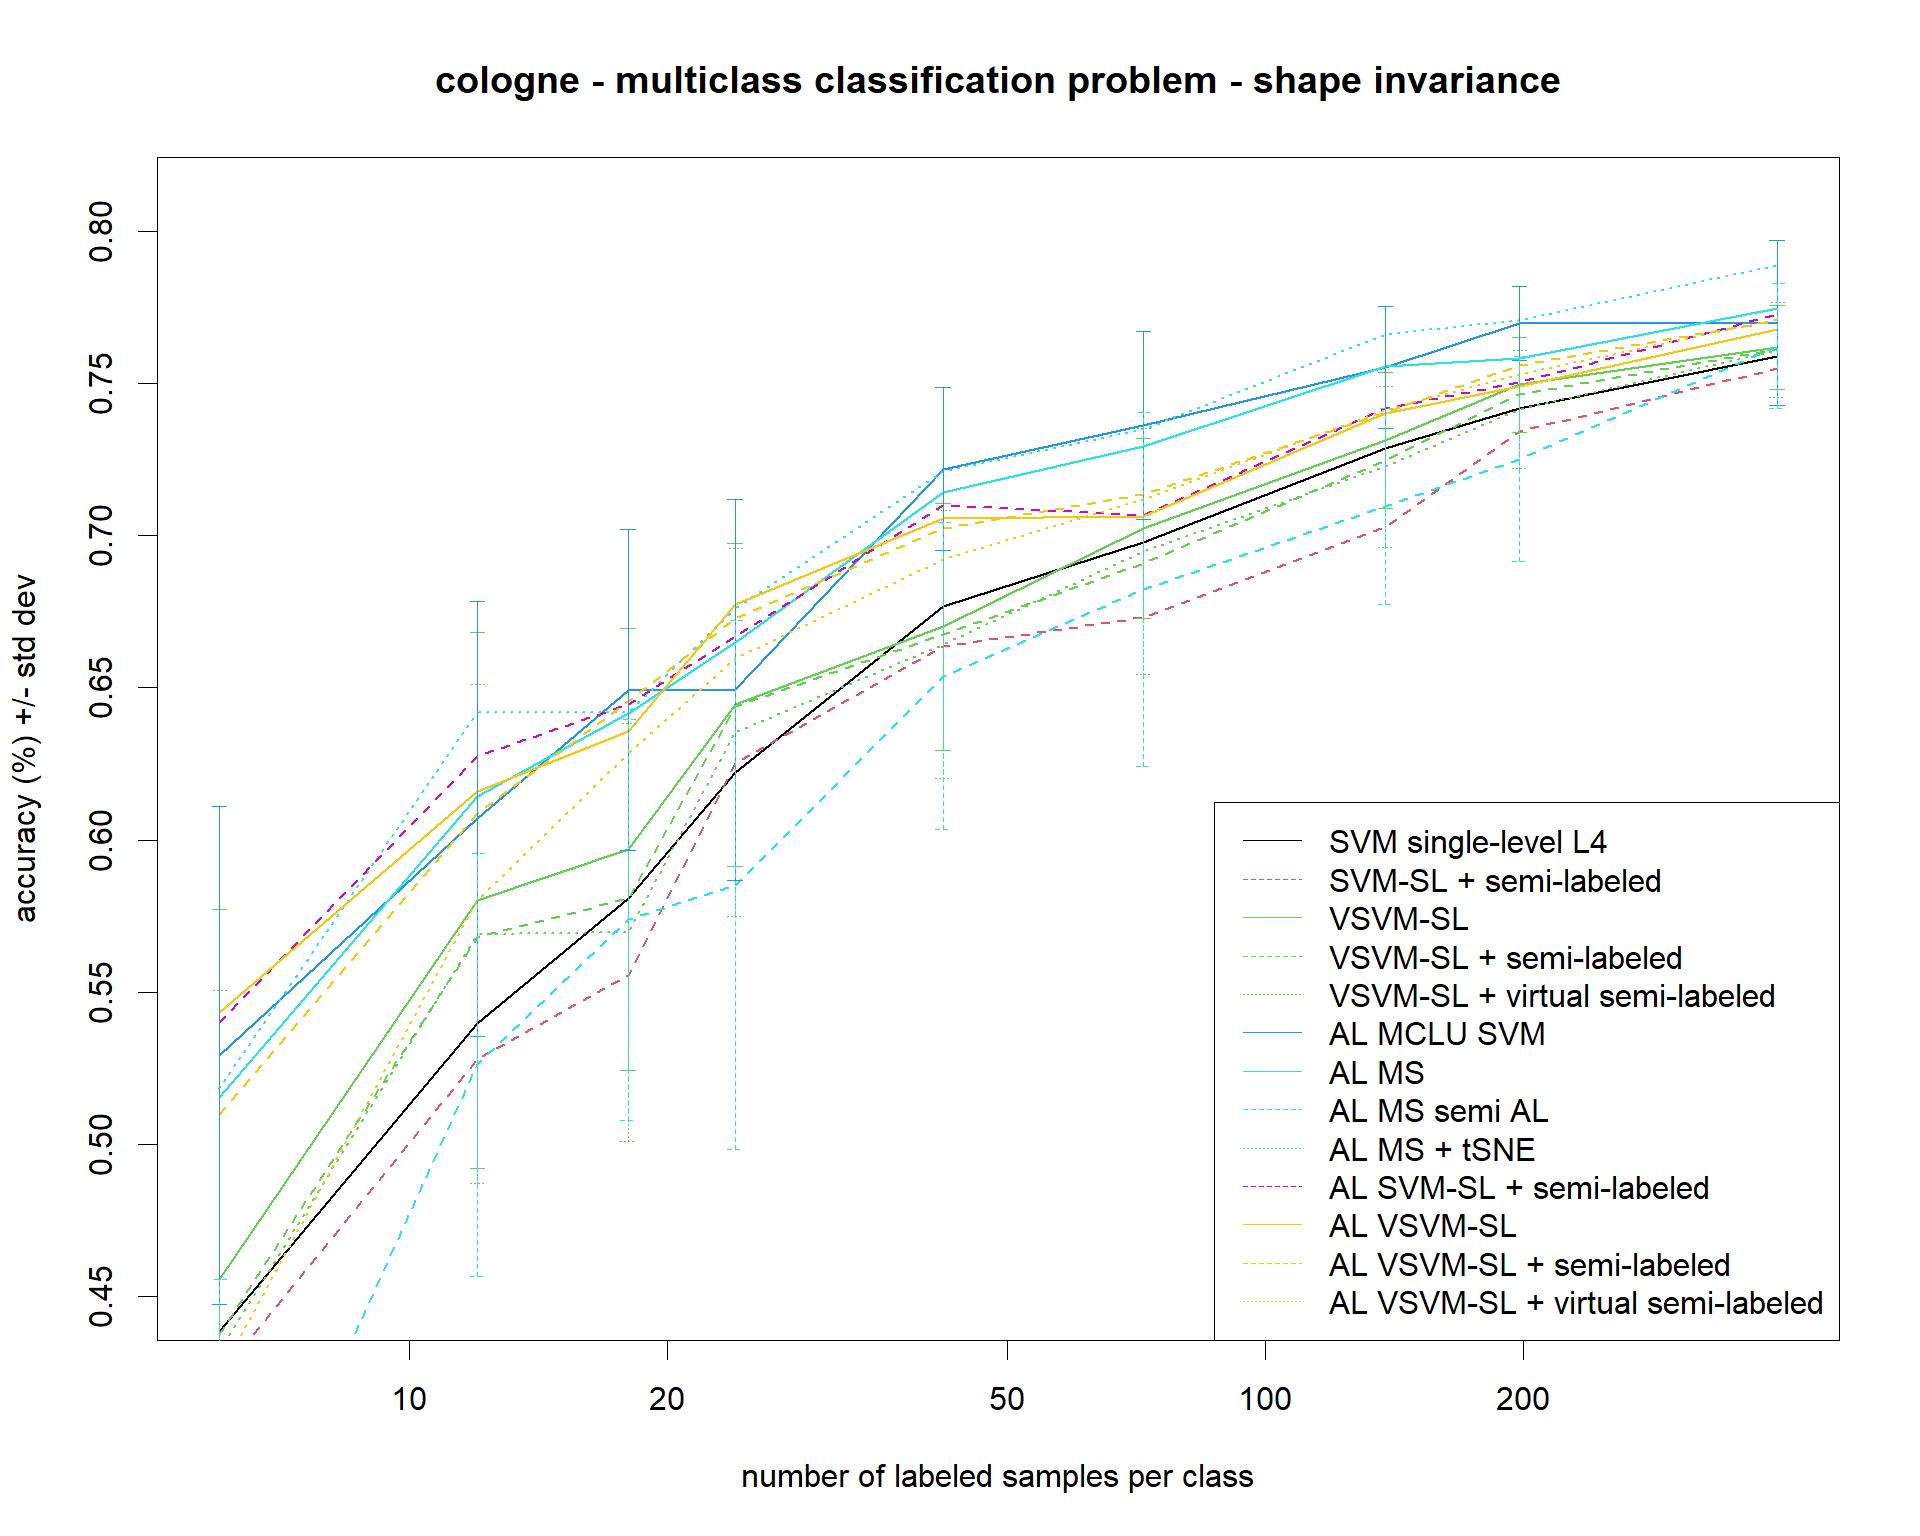 cologne - multiclass classification problem - shape invariance
accuracy (%) +/- std dev
0.80
0.75
0.70
0.65
0.60
0.55
0.50
0.45
SVM single-level L4
SVM-SL + semi-labeled
VSVM-SL
VSVM-SL + semi-labeled
VSVM-SL + virtual semi-labeled
AL MCLU SVM
AL MS
AL MS semi AL
AL MS + tSNE
AL SVM-SL + semi-labeled
AL VSVM-SL
AL VSVM-SL + semi-labeled
AL VSVM-SL + virtual semi-labeled
10 20 50 100 200
number of labeled samples per class